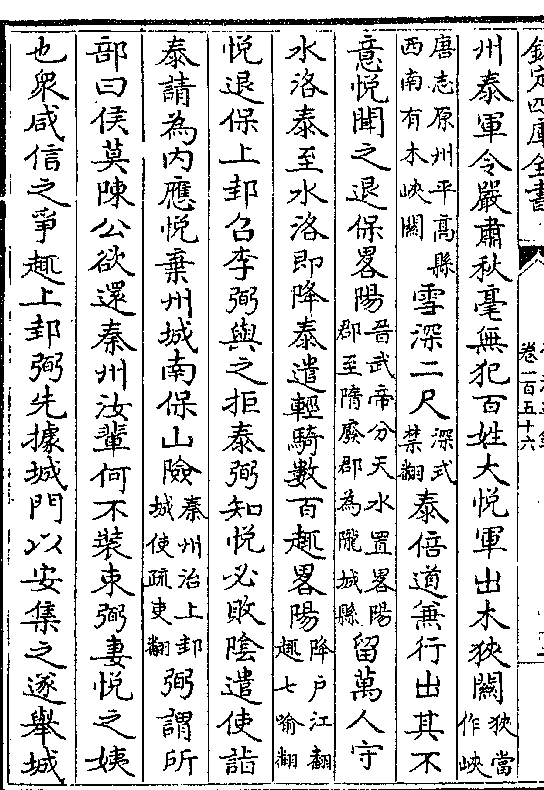 欽定四庫全書
卷一百五十六
州泰軍令嚴肅秋毫無犯百姓大悅軍出木狹關狹當作峽
唐志原州平高縣西南有木峽關雪深二尺深式禁翻泰倍道兼行出其不
意悅聞之退保畧陽晉武帝分天水置畧陽郡至隋廢郡為隴城縣留萬人守
水洛泰至水洛即降泰遣輕騎數百趣畧陽降戶江翻趣七喻翻
悅退保上邽召李弼與之拒泰弼知悅必敗陰遣使詣
泰請為内應悅棄州城南保山險秦州治上邽城使疏吏翻弼謂所
部曰侯莫陳公欲還秦州汝輩何不裝束弼妻悅之姨
也衆咸信之爭趣上邽弼先據城門以安集之遂舉城